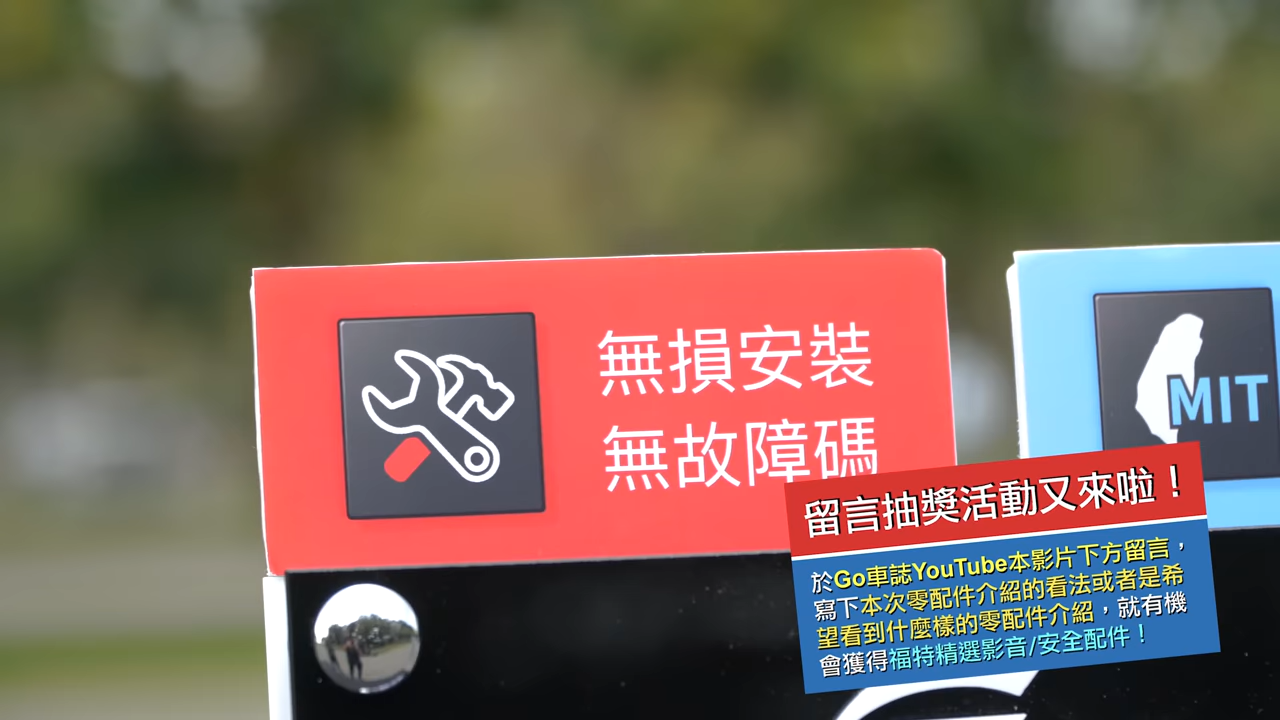 無損安裝
無故障碼
MIT
留言抽獎活動又來啦！
於Go車誌YouTube本影片下方留言，
寫下本次零配件介紹的看法或者是希
望看到什麼樣的零配件介紹，就有機
會獲得福特精選影音/安全配件！